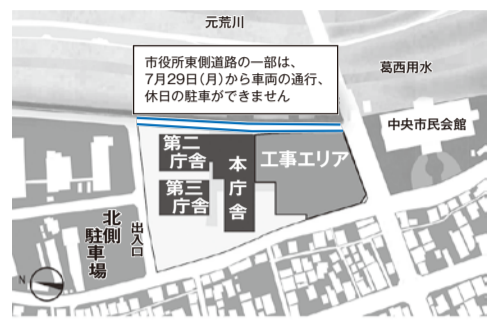 元荒川
市役所東側道路の一部は、
7月29日(月)から車両の通行、
休日の駐車ができません
葛西用水
中央市民会館
第二
庁舎
本庁舎
工事エリア
第三
庁舎
北側
駐車場
出入口
N